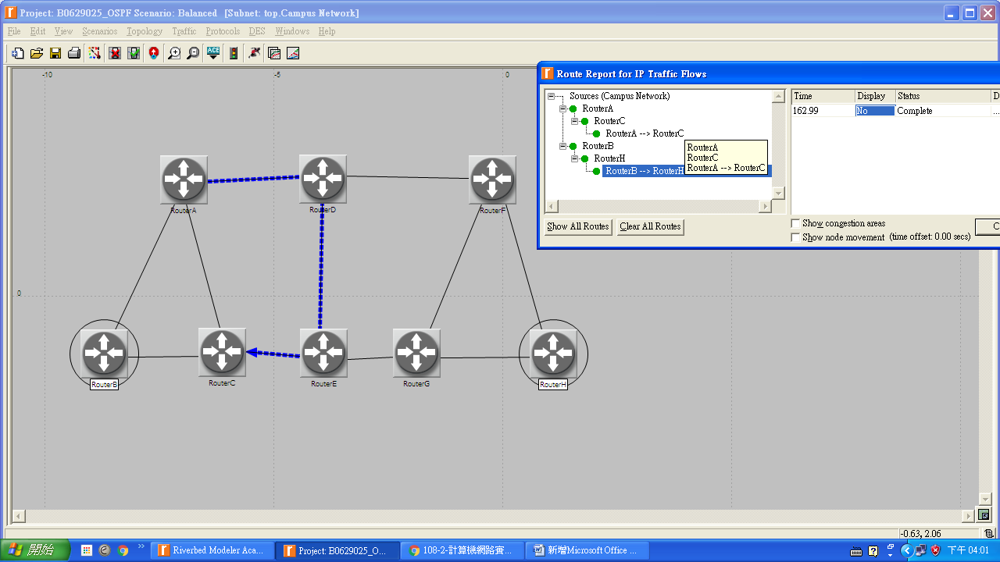 Project: B0629025_OSPF Scenario: Balanced [Subnet: top.Campus Network]
File Edit View Scenarios Topology Traffic Protocols DES Windows Help
ACE
-10 -5 0
Route Report for IP Traffic Flows
Sources (Campus Network)
RouterA
RouterC
RouterA --> RouterC
RouterB
RouterH
RouterB --> RouterH
RouterA
RouterC
RouterA --> RouterC
Time Display Status D
162.99 No Complete ...
Show All Routes Clear All Routes
Show congestion areas
Show node movement (time offset: 0.00 secs)
C
RouterA RouterD RouterF
0
RouterB RouterC RouterE RouterG RouterH
-0.63, 2.06
開始 Riverbed Modeler Aca... Project: B0629025_O... 108-2-計算機網路實... 新增Microsoft Office ... 下午 04:01